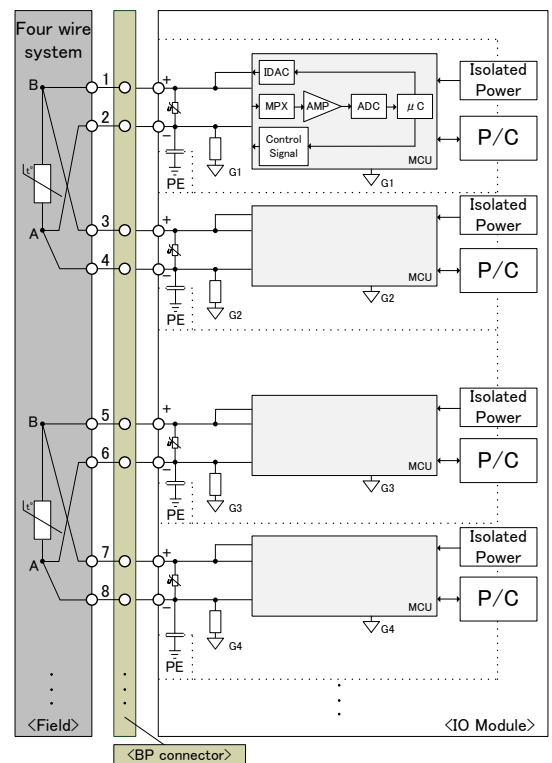 Four wire
system
B
1
2
t°
A
3
4
B
5
6
t°
A
7
8
<Field>
<BP connector>
+
−
PE
G1
IDAC
MPX
AMP
ADC
μC
Control
Signal
MCU
G1
Isolated
Power
P/C
+
−
PE
G2
MCU
G2
Isolated
Power
P/C
+
−
PE
G3
MCU
G3
Isolated
Power
P/C
+
−
PE
G4
MCU
G4
Isolated
Power
P/C
<IO Module>